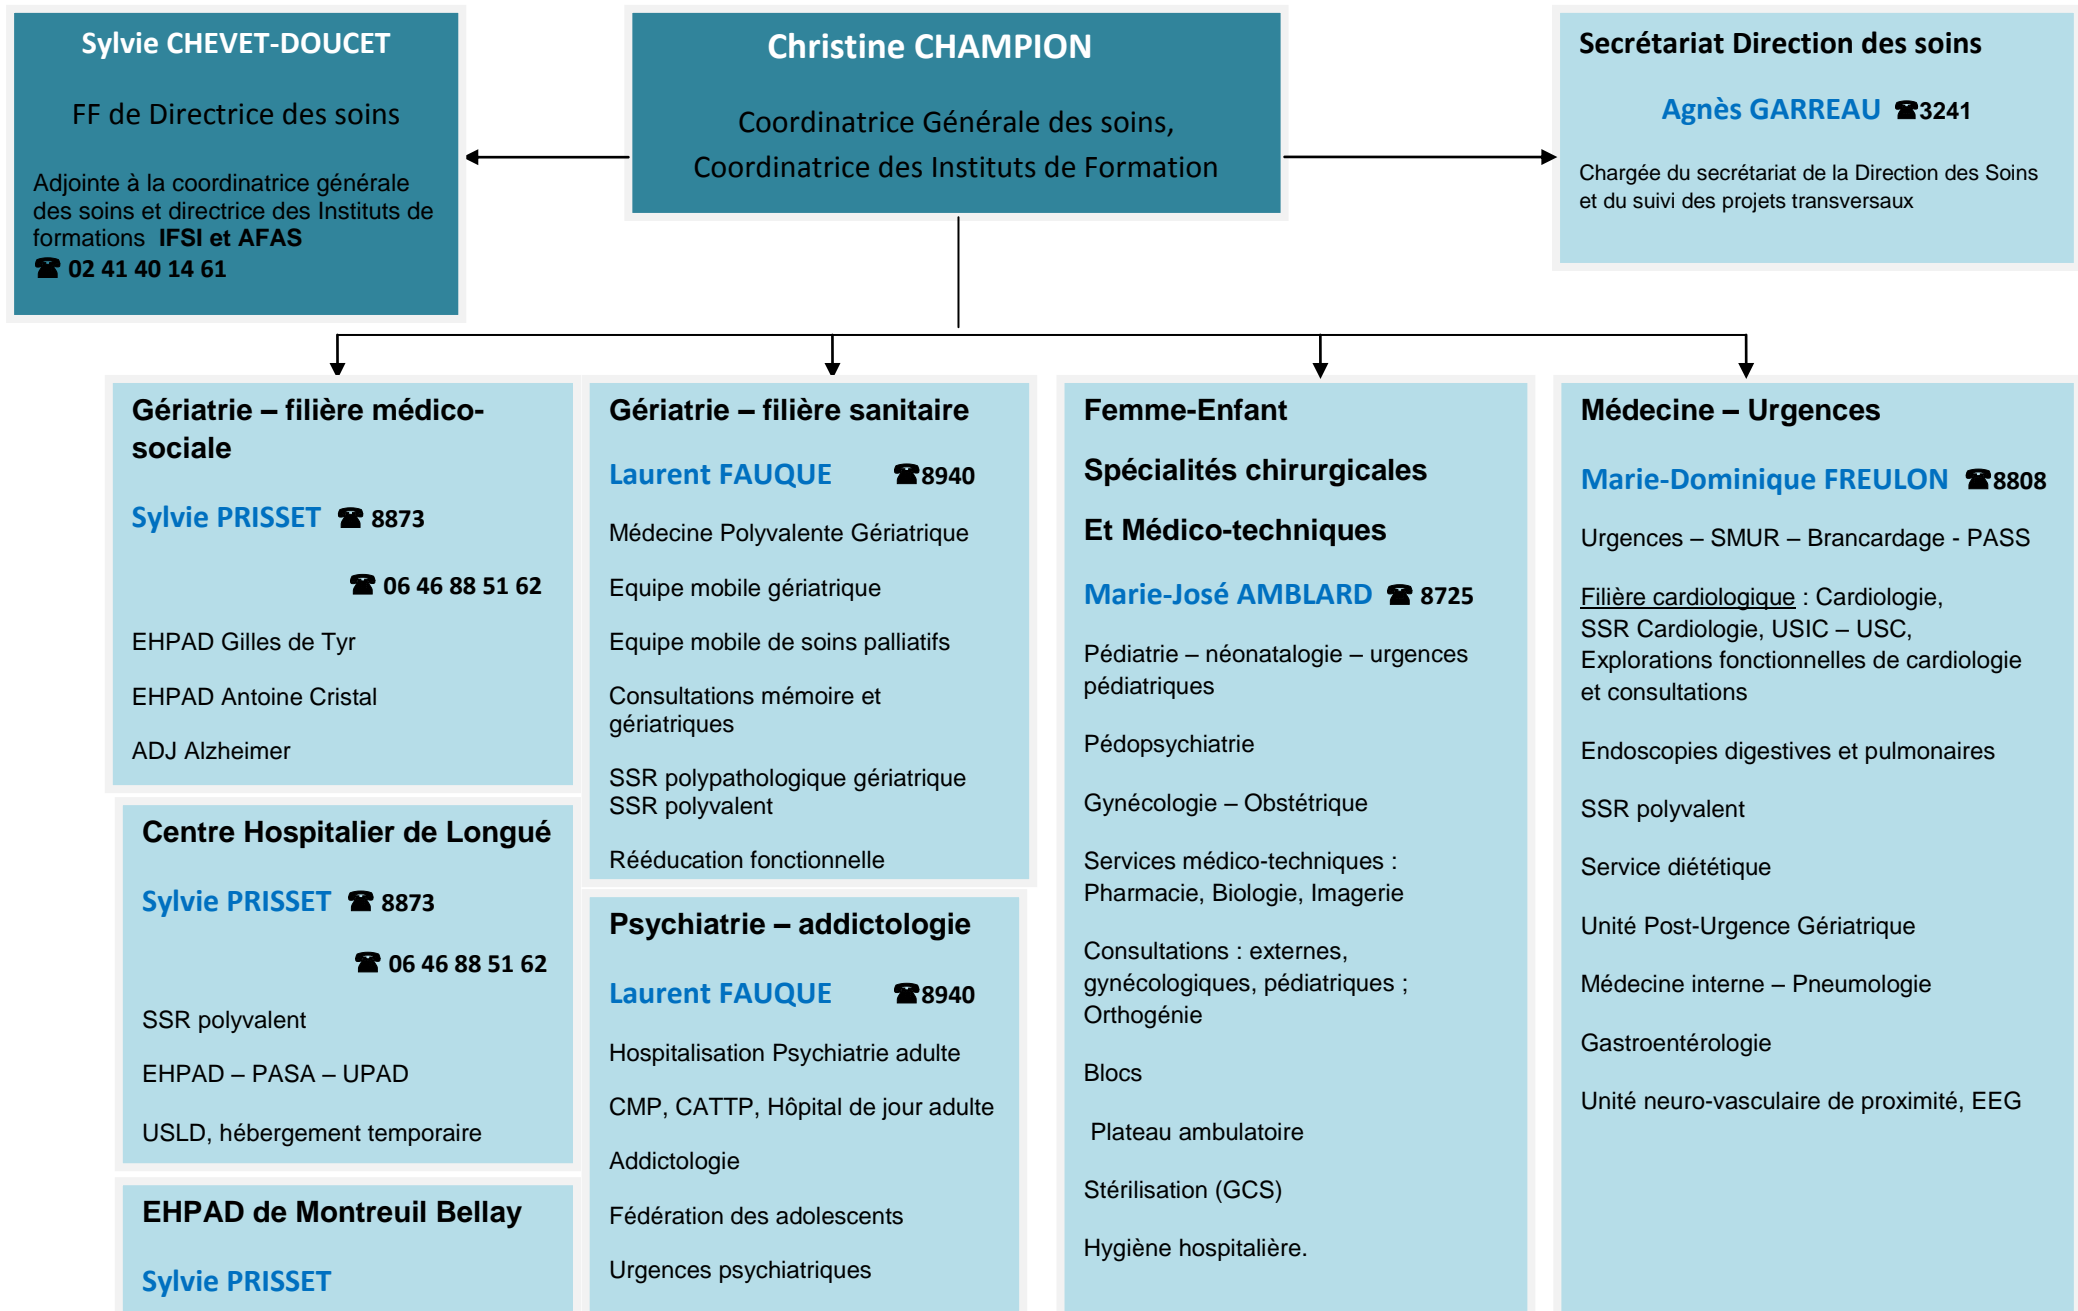 Sylvie CHEVET-DOUCET
FF de Directrice des soins
Adjointe à la coordinatrice générale
des soins et directrice des Instituts de
formations IFSI et AFAS
☎ 02 41 40 14 61
Christine CHAMPION
Coordinatrice Générale des soins,
Coordinatrice des Instituts de Formation
Secrétariat Direction des soins
Agnès GARREAU ☎3241
Chargée du secrétariat de la Direction des Soins
et du suivi des projets transversaux
Gériatrie – filière médico-
sociale
Sylvie PRISSET ☎ 8873
☎ 06 46 88 51 62
EHPAD Gilles de Tyr
EHPAD Antoine Cristal
ADJ Alzheimer
Centre Hospitalier de Longué
Sylvie PRISSET ☎ 8873
☎ 06 46 88 51 62
SSR polyvalent
EHPAD – PASA – UPAD
USLD, hébergement temporaire
EHPAD de Montreuil Bellay
Sylvie PRISSET
Gériatrie – filière sanitaire
Laurent FAUQUE ☎8940
Médecine Polyvalente Gériatrique
Equipe mobile gériatrique
Equipe mobile de soins palliatifs
Consultations mémoire et
gériatriques
SSR polypathologique gériatrique
SSR polyvalent
Rééducation fonctionnelle
Psychiatrie – addictologie
Laurent FAUQUE ☎8940
Hospitalisation Psychiatrie adulte
CMP, CATTP, Hôpital de jour adulte
Addictologie
Fédération des adolescents
Urgences psychiatriques
Femme-Enfant
Spécialités chirurgicales
Et Médico-techniques
Marie-José AMBLARD ☎ 8725
Pédiatrie – néonatalogie – urgences
pédiatriques
Pédopsychiatrie
Gynécologie – Obstétrique
Services médico-techniques :
Pharmacie, Biologie, Imagerie
Consultations : externes,
gynécologiques, pédiatriques ;
Orthogénie
Blocs
Plateau ambulatoire
Stérilisation (GCS)
Hygiène hospitalière.
Médecine – Urgences
Marie-Dominique FREULON ☎8808
Urgences – SMUR – Brancardage - PASS
Filière cardiologique : Cardiologie,
SSR Cardiologie, USIC – USC,
Explorations fonctionnelles de cardiologie
et consultations
Endoscopies digestives et pulmonaires
SSR polyvalent
Service diététique
Unité Post-Urgence Gériatrique
Médecine interne – Pneumologie
Gastroentérologie
Unité neuro-vasculaire de proximité, EEG